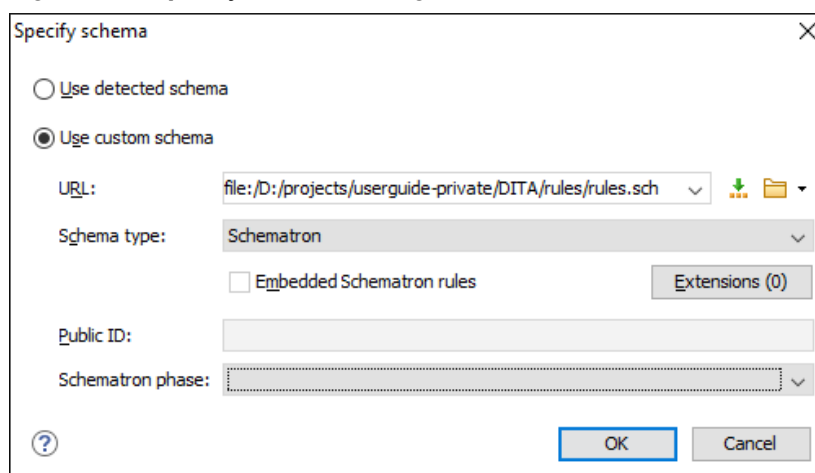 Specify schema
Use detected schema
Use custom schema
URL: file:/D:/projects/userguide-private/DITA/rules/rules.sch
Schema type: Schematron
Embedded Schematron rules Extensions (0)
Public ID:
Schematron phase:
? OK Cancel